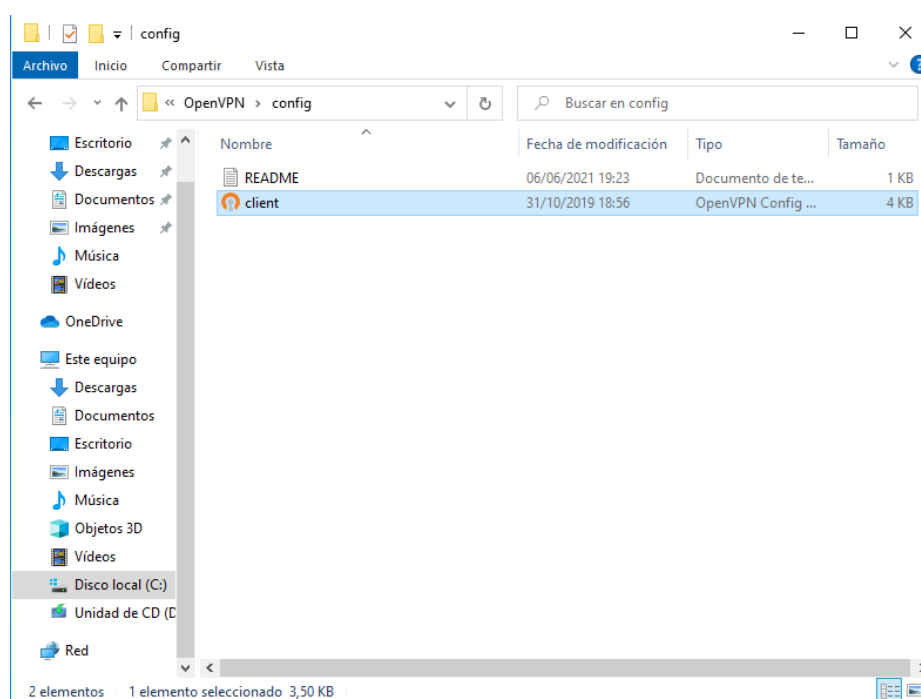 config
Archivo Inicio Compartir Vista
« OpenVPN > config Buscar en config
Nombre Fecha de modificación Tipo Tamaño
README 06/06/2021 19:23 Documento de te... 1 KB
client 31/10/2019 18:56 OpenVPN Config ... 4 KB
Escritorio
Descargas
Documentos
Imágenes
Música
Vídeos
OneDrive
Este equipo
Descargas
Documentos
Escritorio
Imágenes
Música
Objetos 3D
Vídeos
Disco local (C:)
Unidad de CD (D
Red
2 elementos 1 elemento seleccionado 3,50 KB